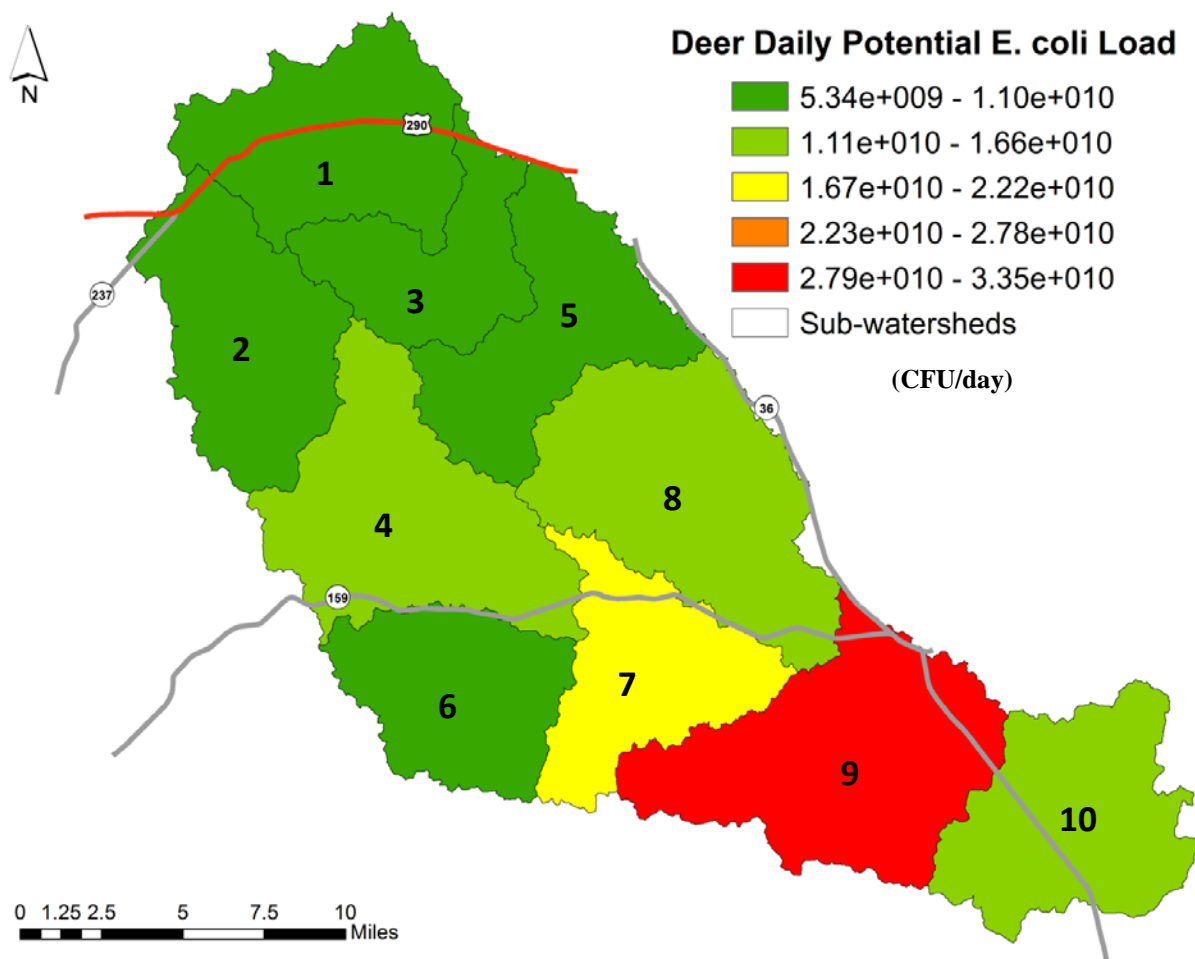 Deer Daily Potential E. coli Load
5.34e+009 - 1.10e+010
1.11e+010 - 1.66e+010
1.67e+010 - 2.22e+010
2.23e+010 - 2.78e+010
2.79e+010 - 3.35e+010
Sub-watersheds
(CFU/day)
N
290
1
237
2
3
5
36
4
8
159
6
7
9
10
0 1.25 2.5 5 7.5 10
Miles